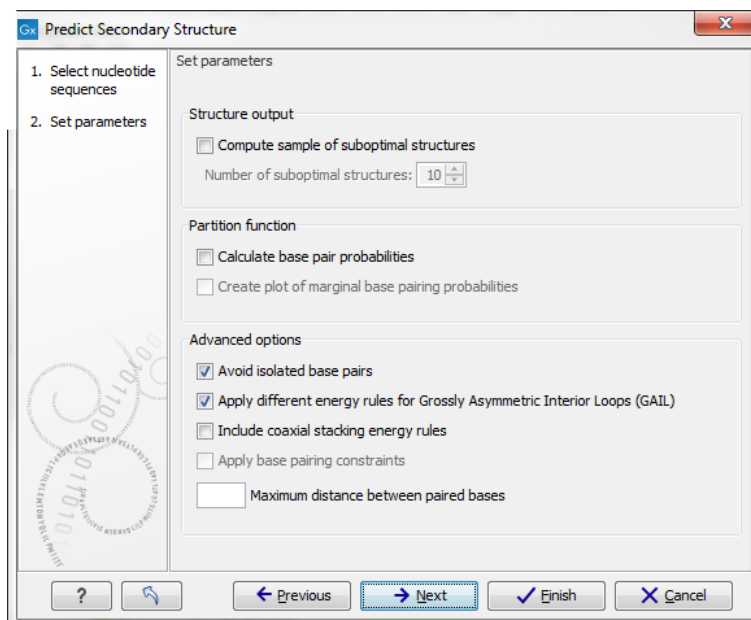 Gx Predict Secondary Structure
1. Select nucleotide
sequences
2. Set parameters
Set parameters
Structure output
Compute sample of suboptimal structures
Number of suboptimal structures: 10
Partition function
Calculate base pair probabilities
Create plot of marginal base pairing probabilities
Advanced options
Avoid isolated base pairs
Apply different energy rules for Grossly Asymmetric Interior Loops (GAIL)
Include coaxial stacking energy rules
Apply base pairing constraints
Maximum distance between paired bases
? Previous Next Finish Cancel